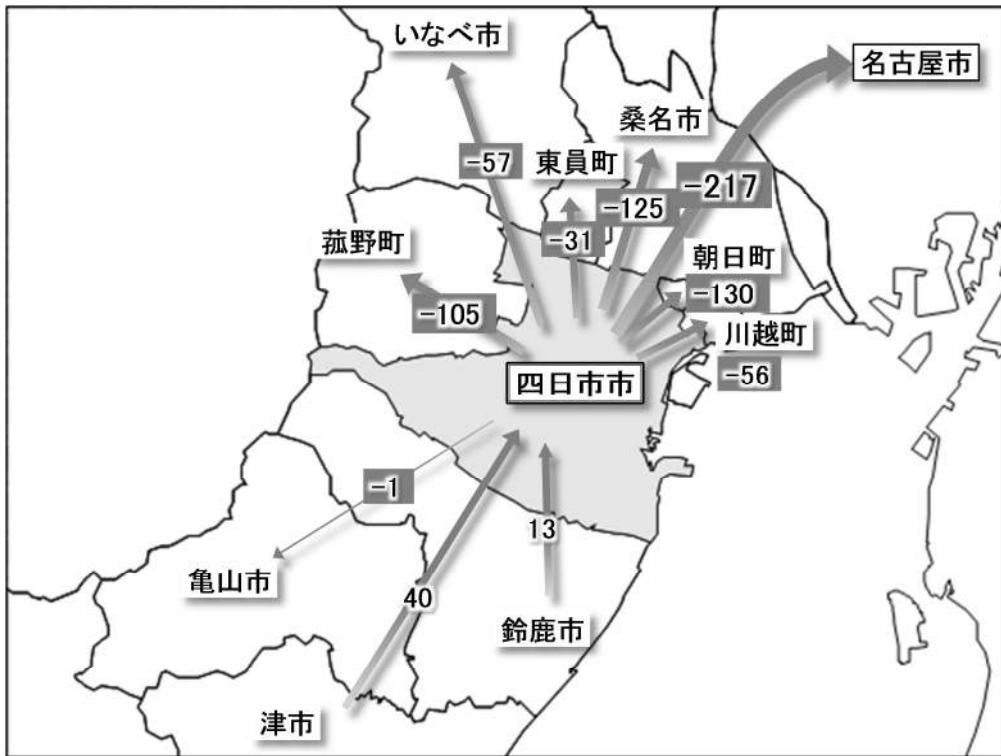 いなべ市
名古屋市
桑名市
-57
東員町
-217
-125
菰野町
-31
朝日町
-130
-105
川越町
-56
四日市市
-1
13
亀山市
40
鈴鹿市
津市